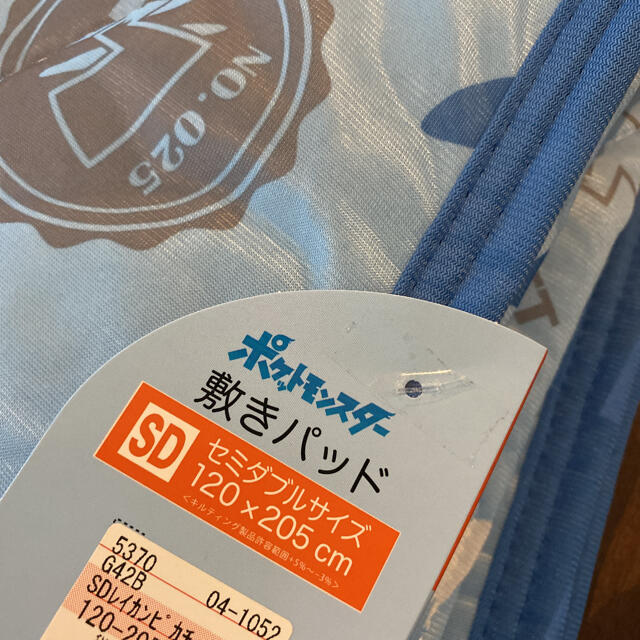 NO.025
ポケットモンスター
敷きパッド
SD
セミダブルサイズ
120×205cm
<キルティング製品許容範囲+5%~-3%>
5370
G42B 04-1052
SDレイカンピカチ